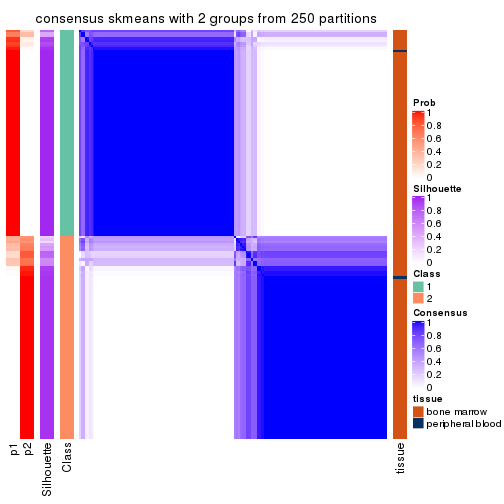 consensus skmeans with 2 groups from 250 partitions
Prob
1
0.8
0.6
0.4
0.2
0
Silhouette
1
0.8
0.6
0.4
0.2
0
Class
1
2
Consensus
1
0.8
0.6
0.4
0.2
0
tissue
bone marrow
peripheral blood
p1
p2
Silhouette
Class
tissue